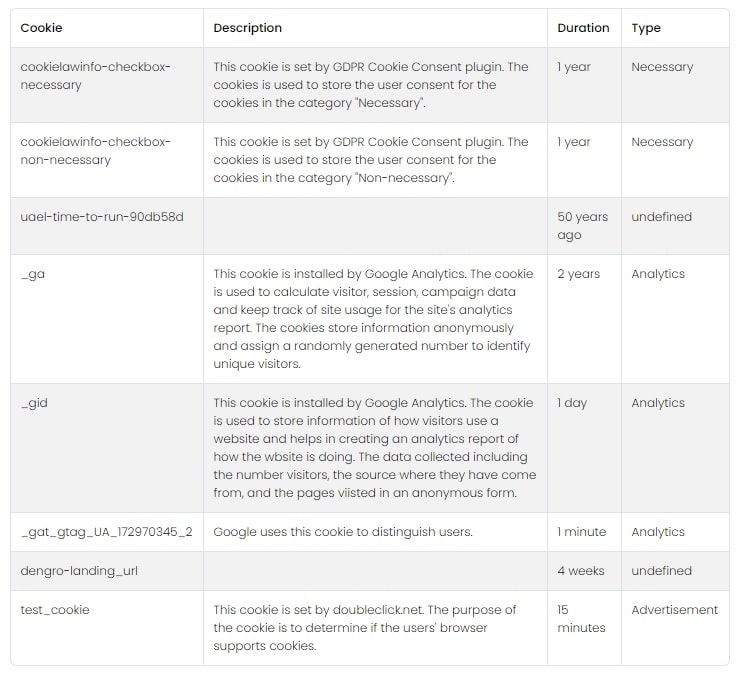 Cookie Description Duration Type
cookielawinfo-checkbox- This cookie is set by GDPR Cookie Consent plugin. The 1 year Necessary
necessary cookies is used to store the user consent for the
cookies in the category "Necessary".
cookielawinfo-checkbox- This cookie is set by GDPR Cookie Consent plugin. The 1 year Necessary
non-necessary cookies is used to store the user consent for the
cookies in the category "Non-necessary".
uael-time-to-run-90db58d 50 years undefined
ago
_ga This cookie is installed by Google Analytics. The cookie 2 years Analytics
is used to calculate visitor, session, campaign data
and keep track of site usage for the site's analytics
report. The cookies store information anonymously
and assign a randomly generated number to identify
unique visitors.
_gid This cookie is installed by Google Analytics. The cookie 1 day Analytics
is used to store information of how visitors use a
website and helps in creating an analytics report of
how the wbsite is doing. The data collected including
the number visitors, the source where they have come
from, and the pages viisted in an anonymous form.
_gat_gtag_UA_172970345_2 Google uses this cookie to distinguish users. 1 minute Analytics
dengro-landing_url 4 weeks undefined
test_cookie This cookie is set by doubleclick.net. The purpose of 15 Advertisement
the cookie is to determine if the users' browser minutes
supports cookies.